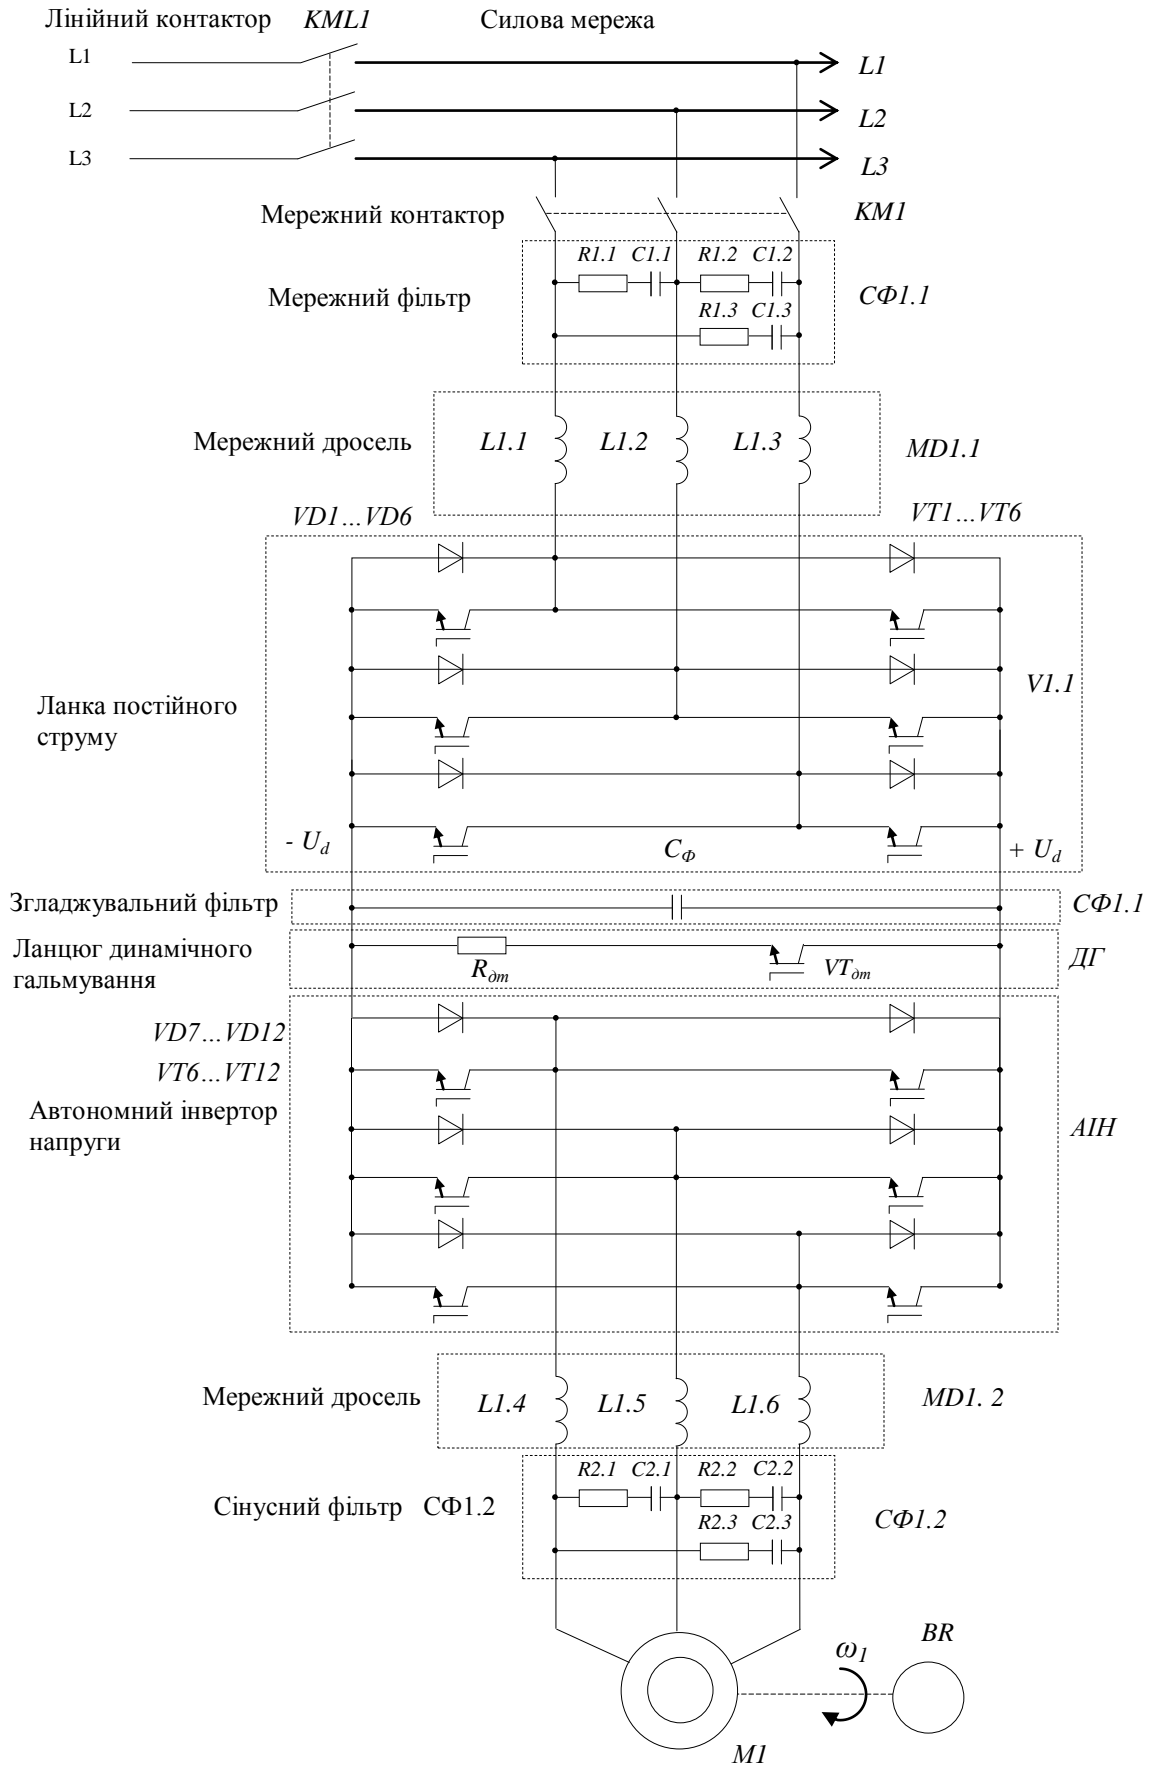 Лінійний контактор KML1 Силова мережа
L1
L1
L2
L2
L3
L3
Мережний контактор
KM1
R1.1 C1.1 R1.2 C1.2
Мережний фільтр
СФ1.1
R1.3 C1.3
Мережний дросель
L1.1 L1.2 L1.3
MD1.1
VD1...VD6
VT1...VT6
Ланка постійного
струму
V1.1
- Ud
CФ
+ Ud
Згладжувальний фільтр
СФ1.1
Ланцюг динамічного
гальмування
Rдт
VTдт
ДГ
VD7...VD12
VT6...VT12
Автономний інвертор
напруги
АІН
Мережний дросель
L1.4 L1.5 L1.6
MD1. 2
R2.1 C2.1 R2.2 C2.2
Сінусний фільтр СФ1.2
СФ1.2
R2.3 C2.3
ω1
BR
M1